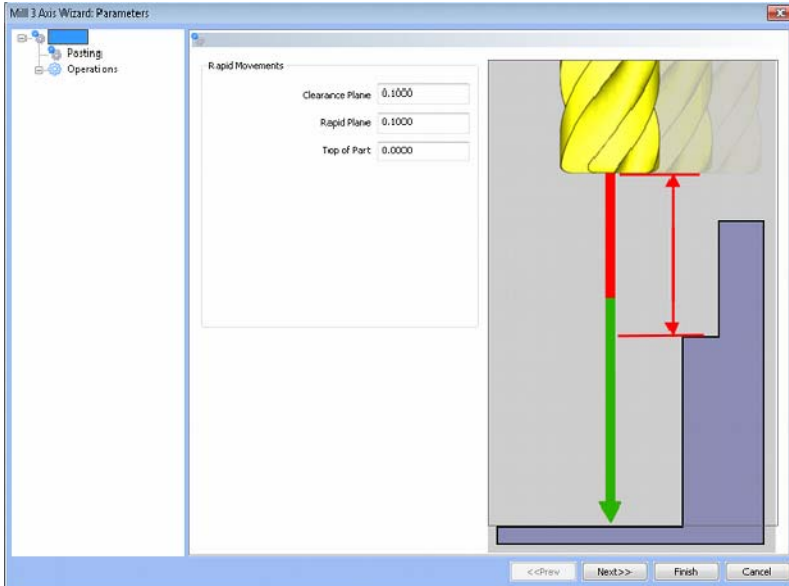 Mill 3 Axis Wizard: Parameters
Posting
Operations
Rapid Movements
Clearance Plane 0.1000
Rapid Plane 0.1000
Top of Part 0.0000
<<Prev Next>> Finish Cancel